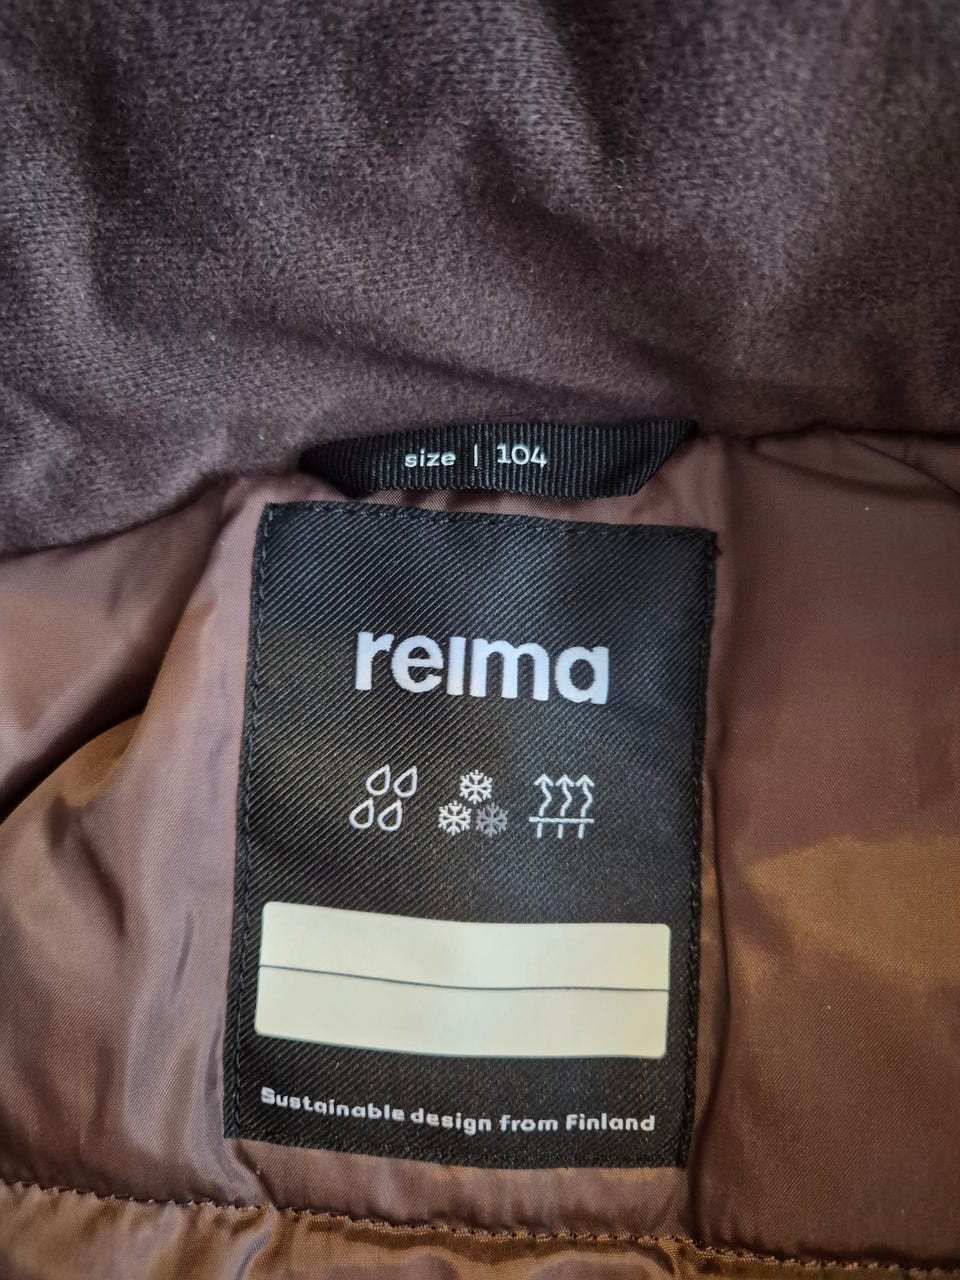 size | 104
reima
Sustainable design from Finland